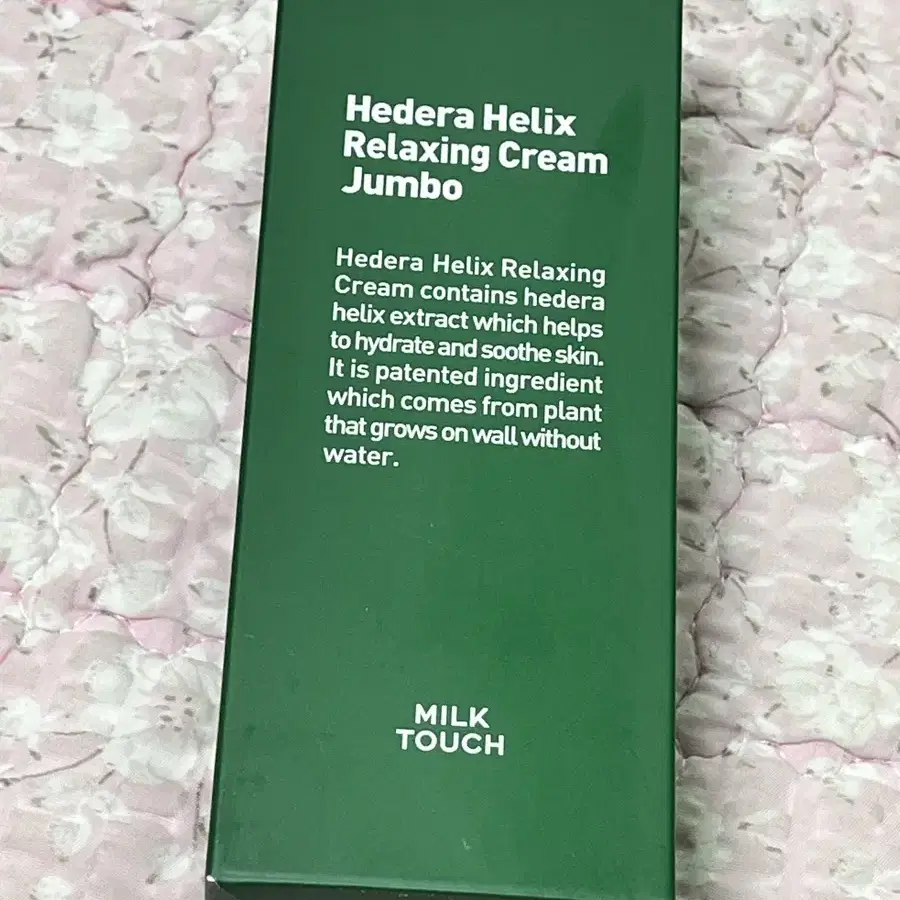 Hedera Helix
Relaxing Cream
Jumbo
Hedera Helix Relaxing
Cream contains hedera
helix extract which helps
to hydrate and soothe skin.
It is patented ingredient
which comes from plant
that grows on wall without
water.
MILK
TOUCH